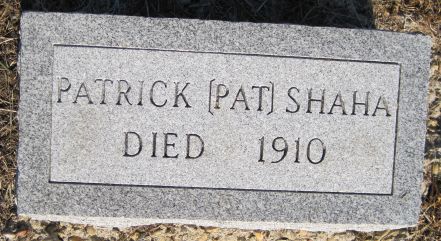 PATRICK [PAT] SHAHA
DIED 1910